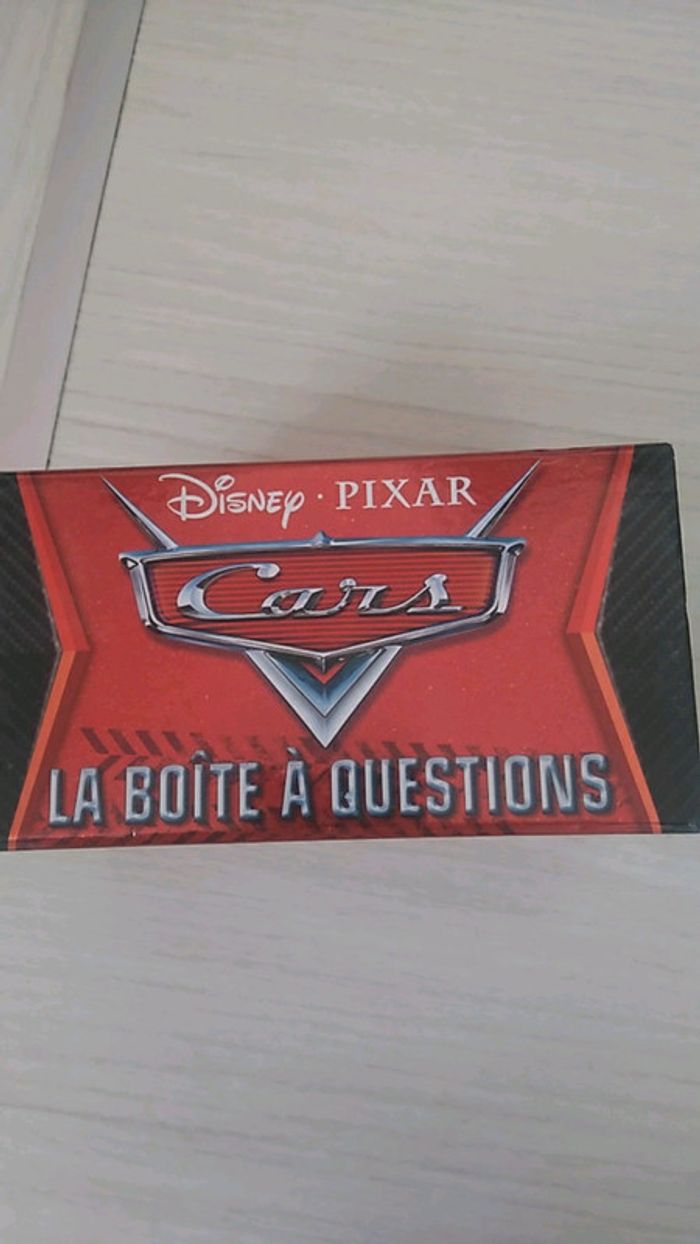 Disney · PIXAR
Cars
LA BOÎTE À QUESTIONS